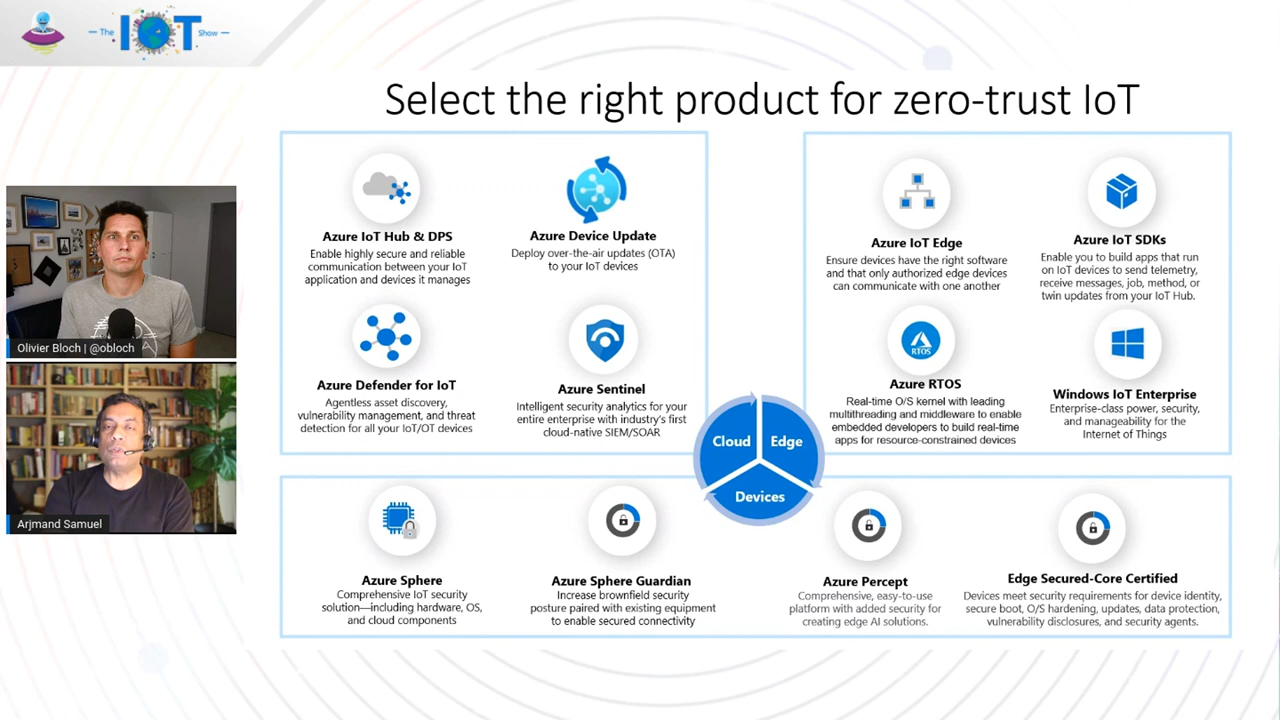 The IOT Show
Select the right product for zero-trust IoT
Azure IoT Hub & DPS
Enable highly secure and reliable
communication between your IoT
application and devices it manages
Azure Device Update
Deploy over-the-air updates (OTA)
to your IoT devices
Azure Defender for IoT
Agentless asset discovery,
vulnerability management, and threat
detection for all your IoT/OT devices
Azure Sentinel
Intelligent security analytics for your
entire enterprise with industry's first
cloud-native SIEM/SOAR
Azure IoT Edge
Ensure devices have the right software
and that only authorized edge devices
can communicate with one another
Azure IoT SDKs
Enable you to build apps that run
on IoT devices to send telemetry,
receive messages, job, method, or
twin updates from your IoT Hub.
RTOS
Azure RTOS
Real-time O/S kernel with leading
multithreading and middleware to enable
embedded developers to build real-time
apps for resource-constrained devices
Windows IoT Enterprise
Enterprise-class power, security,
and manageability for the
Internet of Things
Cloud
Edge
Devices
Azure Sphere
Comprehensive IoT security
solution—including hardware, OS,
and cloud components
Azure Sphere Guardian
Increase brownfield security
posture paired with existing equipment
to enable secured connectivity
Azure Percept
Comprehensive, easy-to-use
platform with added security for
creating edge AI solutions.
Edge Secured-Core Certified
Devices meet security requirements for device identity,
secure boot, O/S hardening, updates, data protection,
vulnerability disclosures, and security agents.
Olivier Bloch | @obloch
Arjmand Samuel